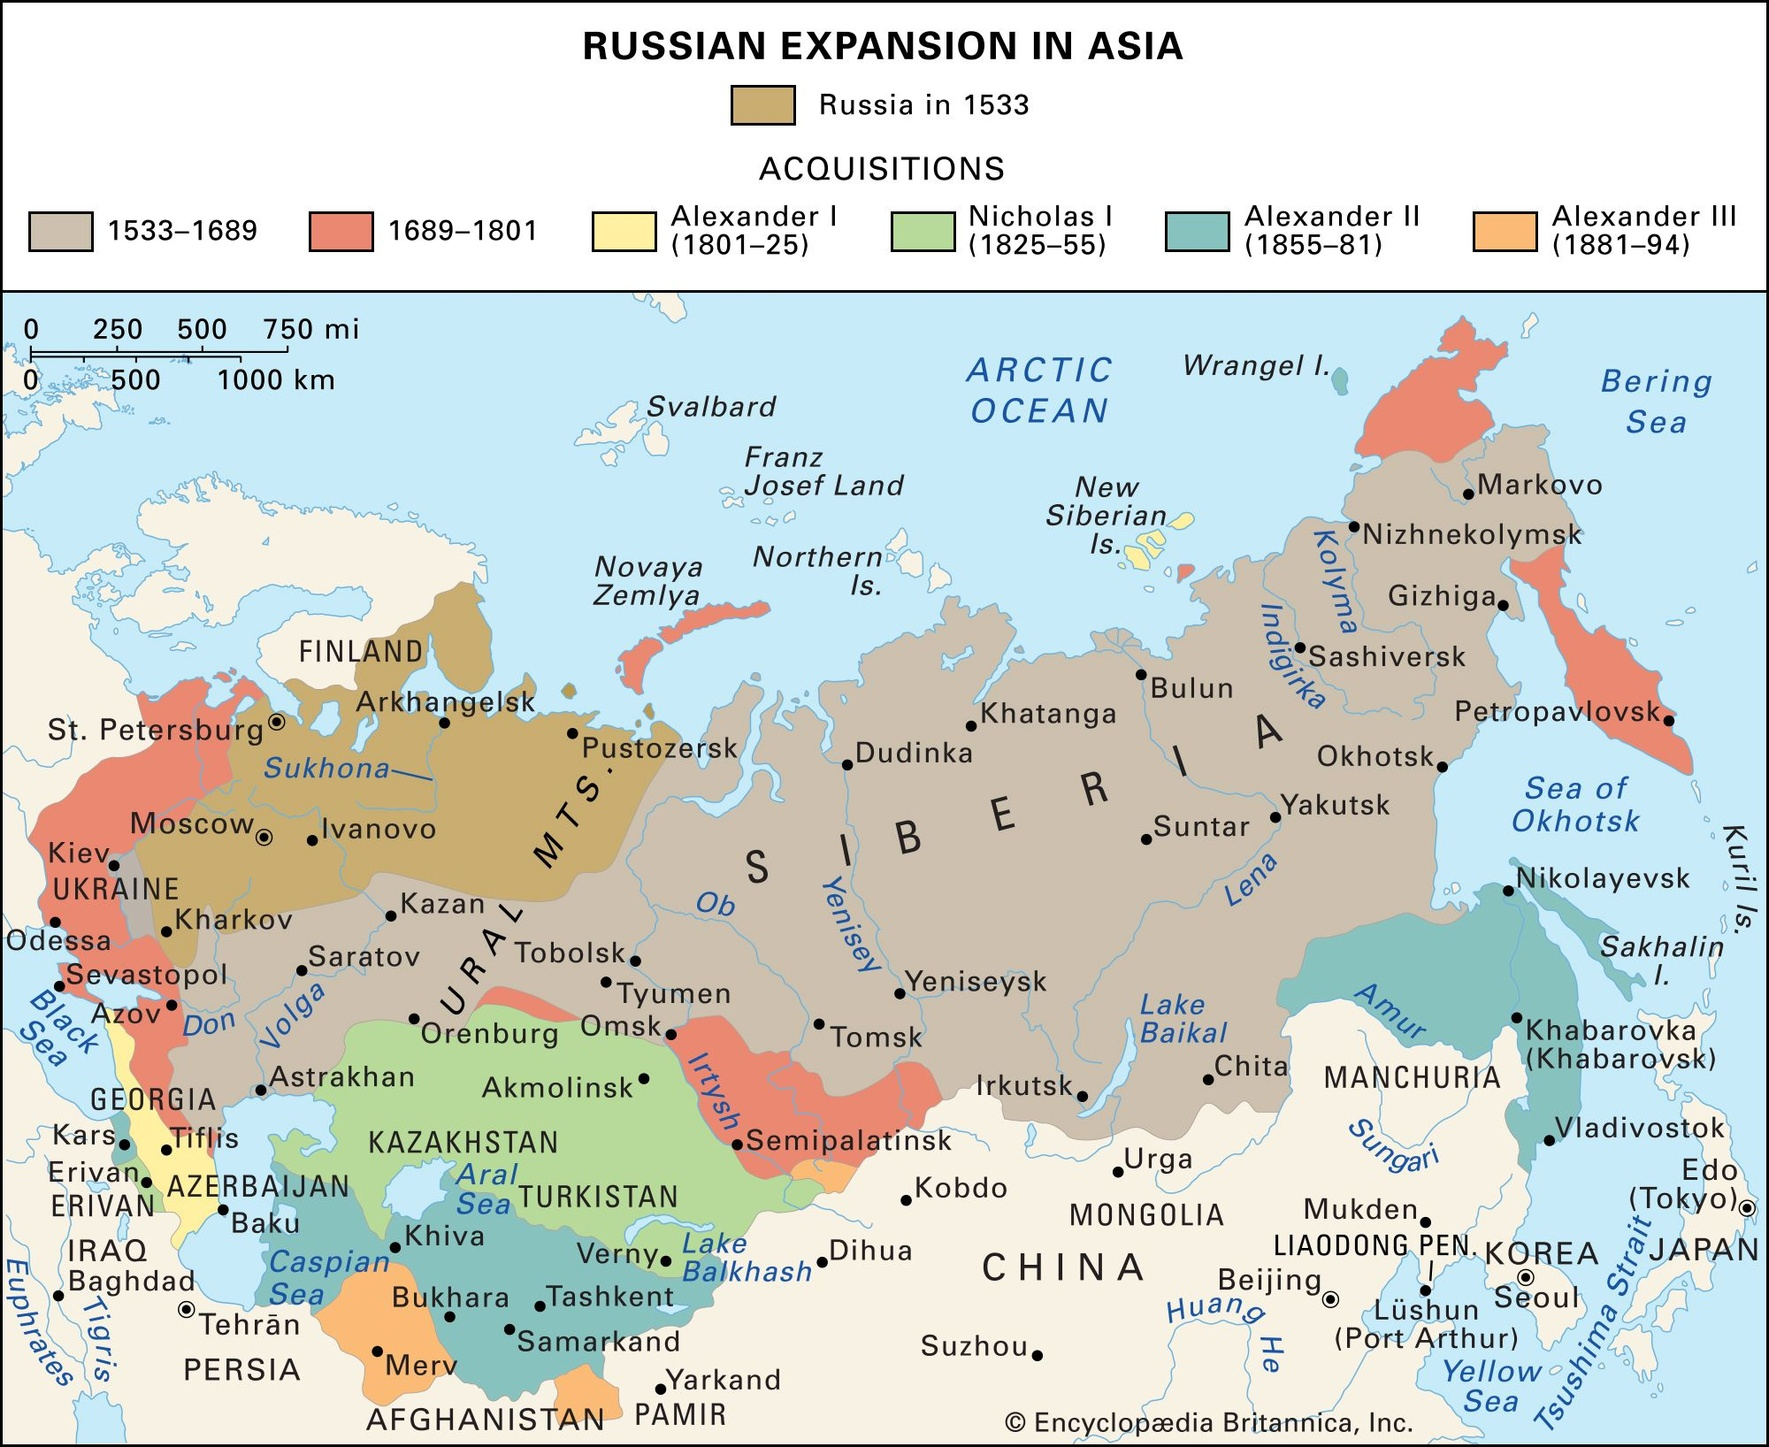 RUSSIAN EXPANSION IN ASIA
Russia in 1533
ACQUISITIONS
1533–1689
1689–1801
Alexander I
(1801–25)
Nicholas I
(1825–55)
Alexander II
(1855–81)
Alexander III
(1881–94)
0 250 500 750 mi
0 500 1000 km
ARCTIC
OCEAN
Wrangel I.
Bering
Sea
Svalbard
Franz
Josef Land
New
Siberian
Is.
Markovo
Nizhnekolymsk
Novaya
Zemlya
Northern
Is.
Kolyma
Indigirka
Gizhiga
FINLAND
Sashiversk
Arkhangelsk
Bulun
St. Petersburg
Khatanga
Petropavlovsk
Pustozersk
Dudinka
Okhotsk
Sukhona
Sea of
Okhotsk
Yakutsk
Moscow
Ivanovo
URAL MTS.
SIBERIA
Suntar
Kuril Is.
Kiev
UKRAINE
Lena
Nikolayevsk
Kharkov
Kazan
Ob
Yenisey
Odessa
Saratov
Tobolsk
Sakhalin
I.
Sevastopol
Tyumen
Yeniseysk
Black
Sea
Azov
Don
Volga
Orenburg
Omsk
Tomsk
Lake
Baikal
Amur
Khabarovka
(Khabarovsk)
Astrakhan
Akmolinsk
Irtysh
Irkutsk
Chita
MANCHURIA
GEORGIA
Kars
Tiflis
KAZAKHSTAN
Semipalatinsk
Urga
Sungari
Vladivostok
Erivan
ERIVAN
AZERBAIJAN
Aral
Sea
TURKISTAN
Kobdo
MONGOLIA
Mukden
Edo
(Tokyo)
Baku
Khiva
Verny
Lake
Balkhash
Dihua
CHINA
LIAODONG PEN.
KOREA
JAPAN
IRAQ
Baghdad
Caspian
Sea
Bukhara
Tashkent
Beijing
Seoul
Euphrates
Tigris
Tehrān
Samarkand
Huang He
Lüshun
(Port Arthur)
Tsushima Strait
PERSIA
Merv
Suzhou
Yellow
Sea
Yarkand
AFGHANISTAN
PAMIR
© Encyclopædia Britannica, Inc.